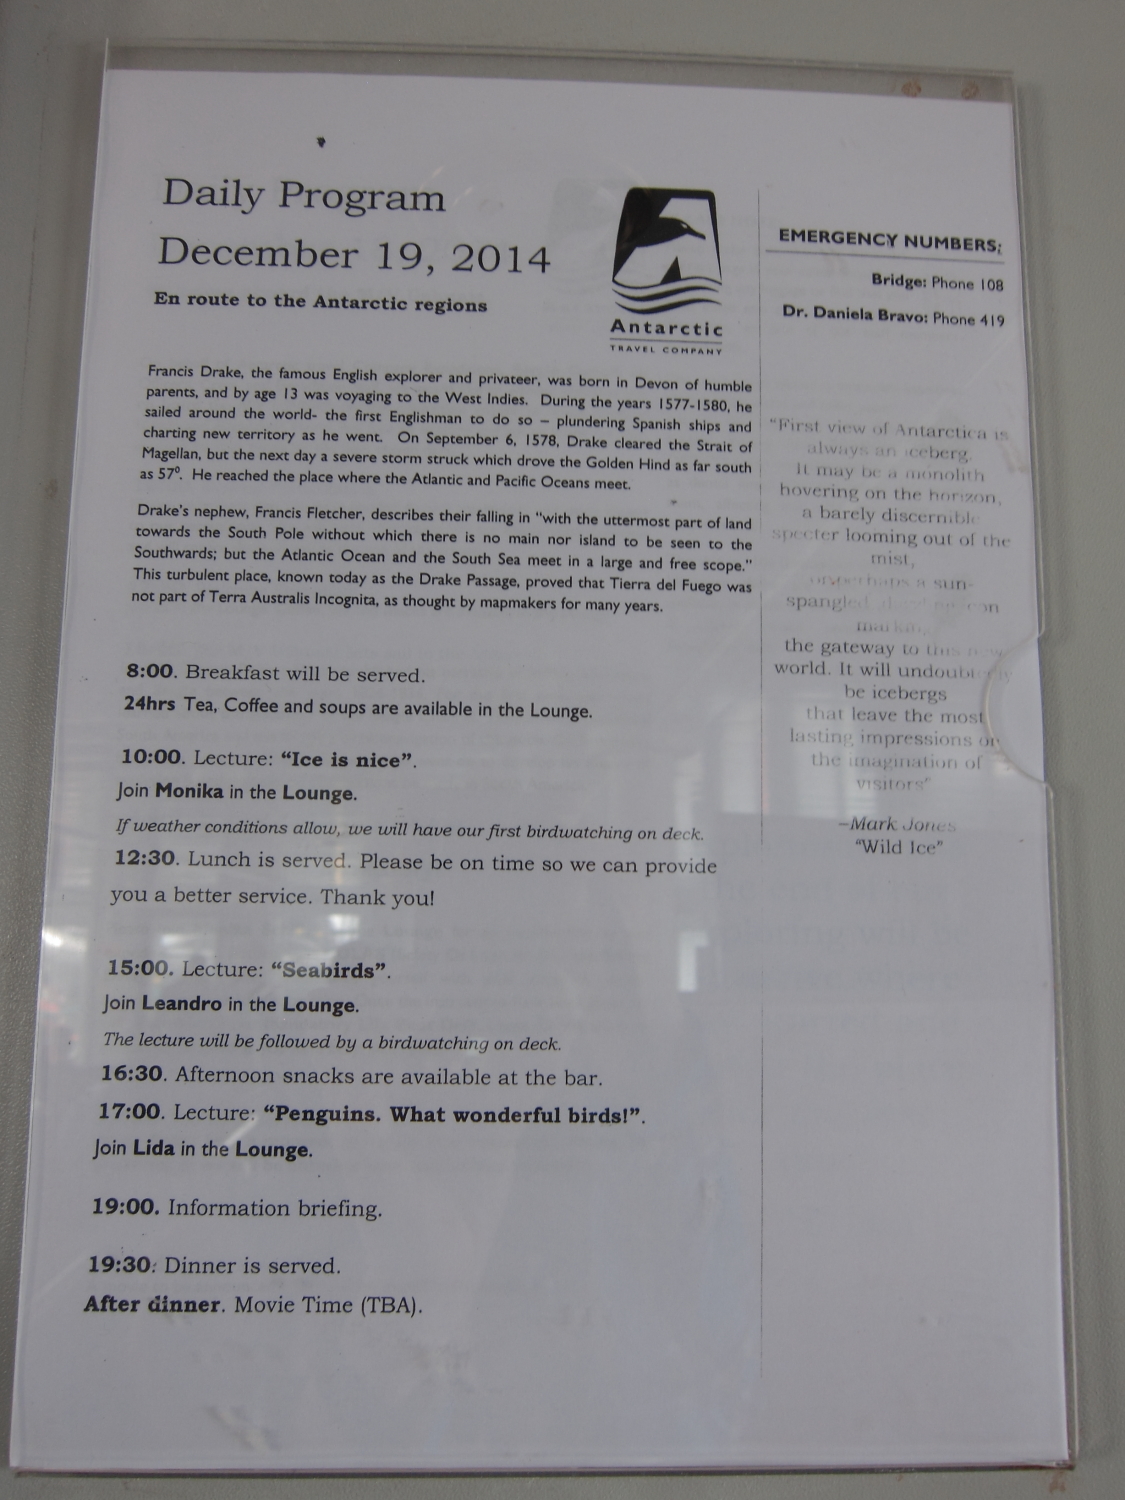 Daily Program
December 19, 2014
En route to the Antarctic regions
Antarctic
TRAVEL COMPANY
Francis Drake, the famous English explorer and privateer, was born in Devon of humble
parents, and by age 13 was voyaging to the West Indies. During the years 1577-1580, he
sailed around the world- the first Englishman to do so – plundering Spanish ships and
charting new territory as he went. On September 6, 1578, Drake cleared the Strait of
Magellan, but the next day a severe storm struck which drove the Golden Hind as far south
as 57⁰. He reached the place where the Atlantic and Pacific Oceans meet.
Drake's nephew, Francis Fletcher, describes their falling in "with the uttermost part of land
towards the South Pole without which there is no main nor island to be seen to the
Southwards; but the Atlantic Ocean and the South Sea meet in a large and free scope."
This turbulent place, known today as the Drake Passage, proved that Tierra del Fuego was
not part of Terra Australis Incognita, as thought by mapmakers for many years.
8:00. Breakfast will be served.
24hrs Tea, Coffee and soups are available in the Lounge.
10:00. Lecture: "Ice is nice".
Join Monika in the Lounge.
If weather conditions allow, we will have our first birdwatching on deck.
12:30. Lunch is served. Please be on time so we can provide
you a better service. Thank you!
15:00. Lecture: "Seabirds".
Join Leandro in the Lounge.
The lecture will be followed by a birdwatching on deck.
16:30. Afternoon snacks are available at the bar.
17:00. Lecture: "Penguins. What wonderful birds!".
Join Lida in the Lounge.
19:00. Information briefing.
19:30: Dinner is served.
After dinner. Movie Time (TBA).
EMERGENCY NUMBERS:
Bridge: Phone 108
Dr. Daniela Bravo: Phone 419
"First view of Antarctica is
always an iceberg.
It may be a monolith
hovering on the horizon,
a barely discernible
specter looming out of the
mist,
or perhaps a sun-
spangled
the gateway to this new
world. It will undoubtedly
be icebergs
that leave the most
lasting impressions on
the imagination of
visitors"
–Mark Jones
"Wild Ice"